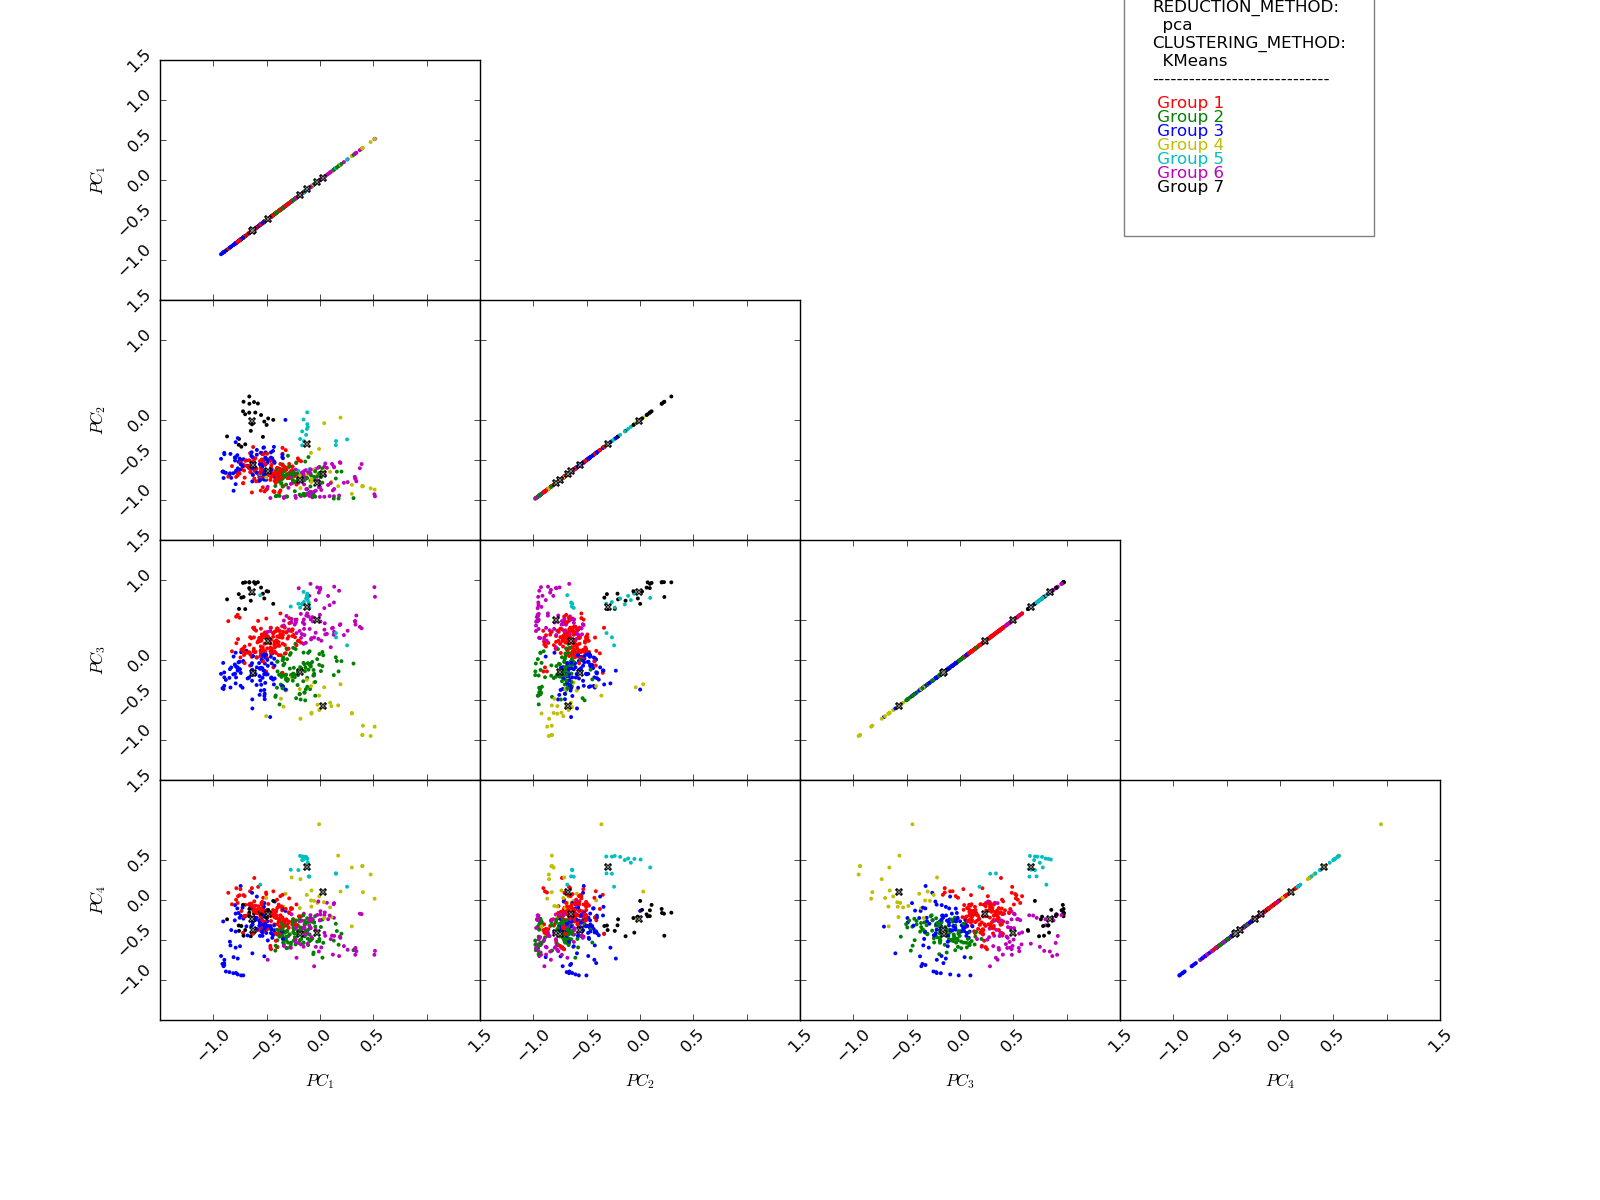 REDUCTION_METHOD:
pca
CLUSTERING_METHOD:
KMeans
------------------------------
Group 1
Group 2
Group 3
Group 4
Group 5
Group 6
Group 7
1.5
1.0
0.5
0.0
−0.5
−1.0
PC1
1.5
1.0
0.0
−0.5
−1.0
PC2
1.5
1.0
0.0
−0.5
−1.0
PC3
1.5
0.5
0.0
−0.5
−1.0
PC4
−1.0 −0.5 0.0 0.5 1.5 −1.0 −0.5 0.0 0.5 1.5 −1.0 −0.5 0.0 0.5 1.5 −1.0 −0.5 0.0 0.5 1.5
PC1 PC2 PC3 PC4